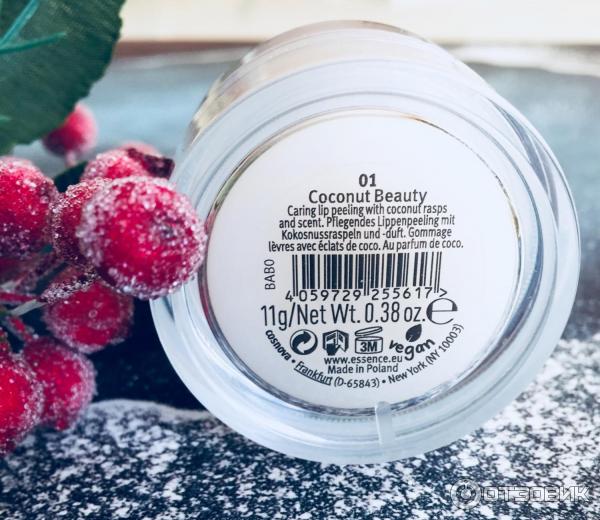 01
Coconut Beauty
Caring lip peeling with coconut rasps
and scent. Pflegendes Lippenpeeling mit
Kokosnussraspeln und -duft. Gommage
lèvres avec éclats de coco. Au parfum de coco.
BAB0
4 059729 255617 >
11g/Net Wt. 0.38 oz. e
3M
vegan
www.essence.eu
Made in Poland
cosnova • Frankfurt (D-65843) • New York (NY 10003)
ОТЗОВИК